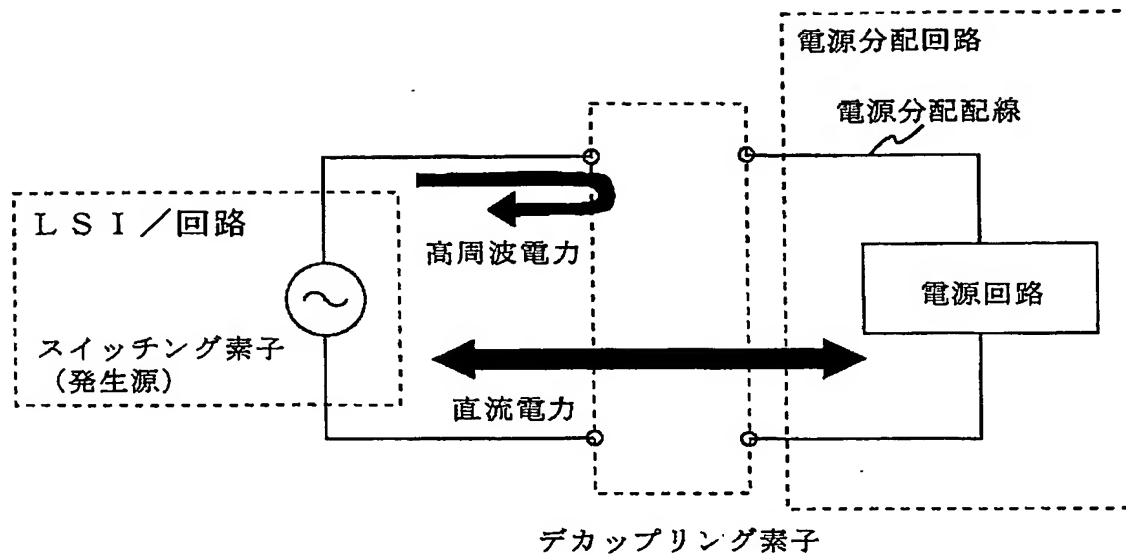 電源分配回路
電源分配配線
ＬＳＩ／回路
高周波電力
電源回路
スイッチング素子
（発生源）
直流電力
デカップリング素子